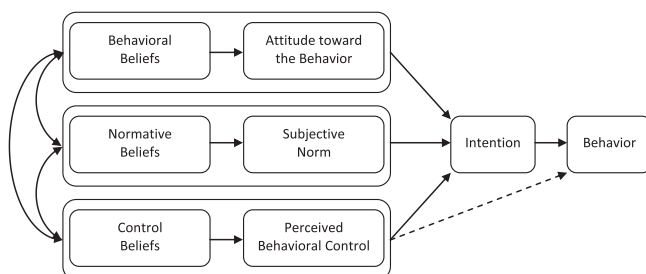 Behavioral
Beliefs
Attitude toward
the Behavior
Normative
Beliefs
Subjective
Norm
Intention
Behavior
Control
Beliefs
Perceived
Behavioral Control